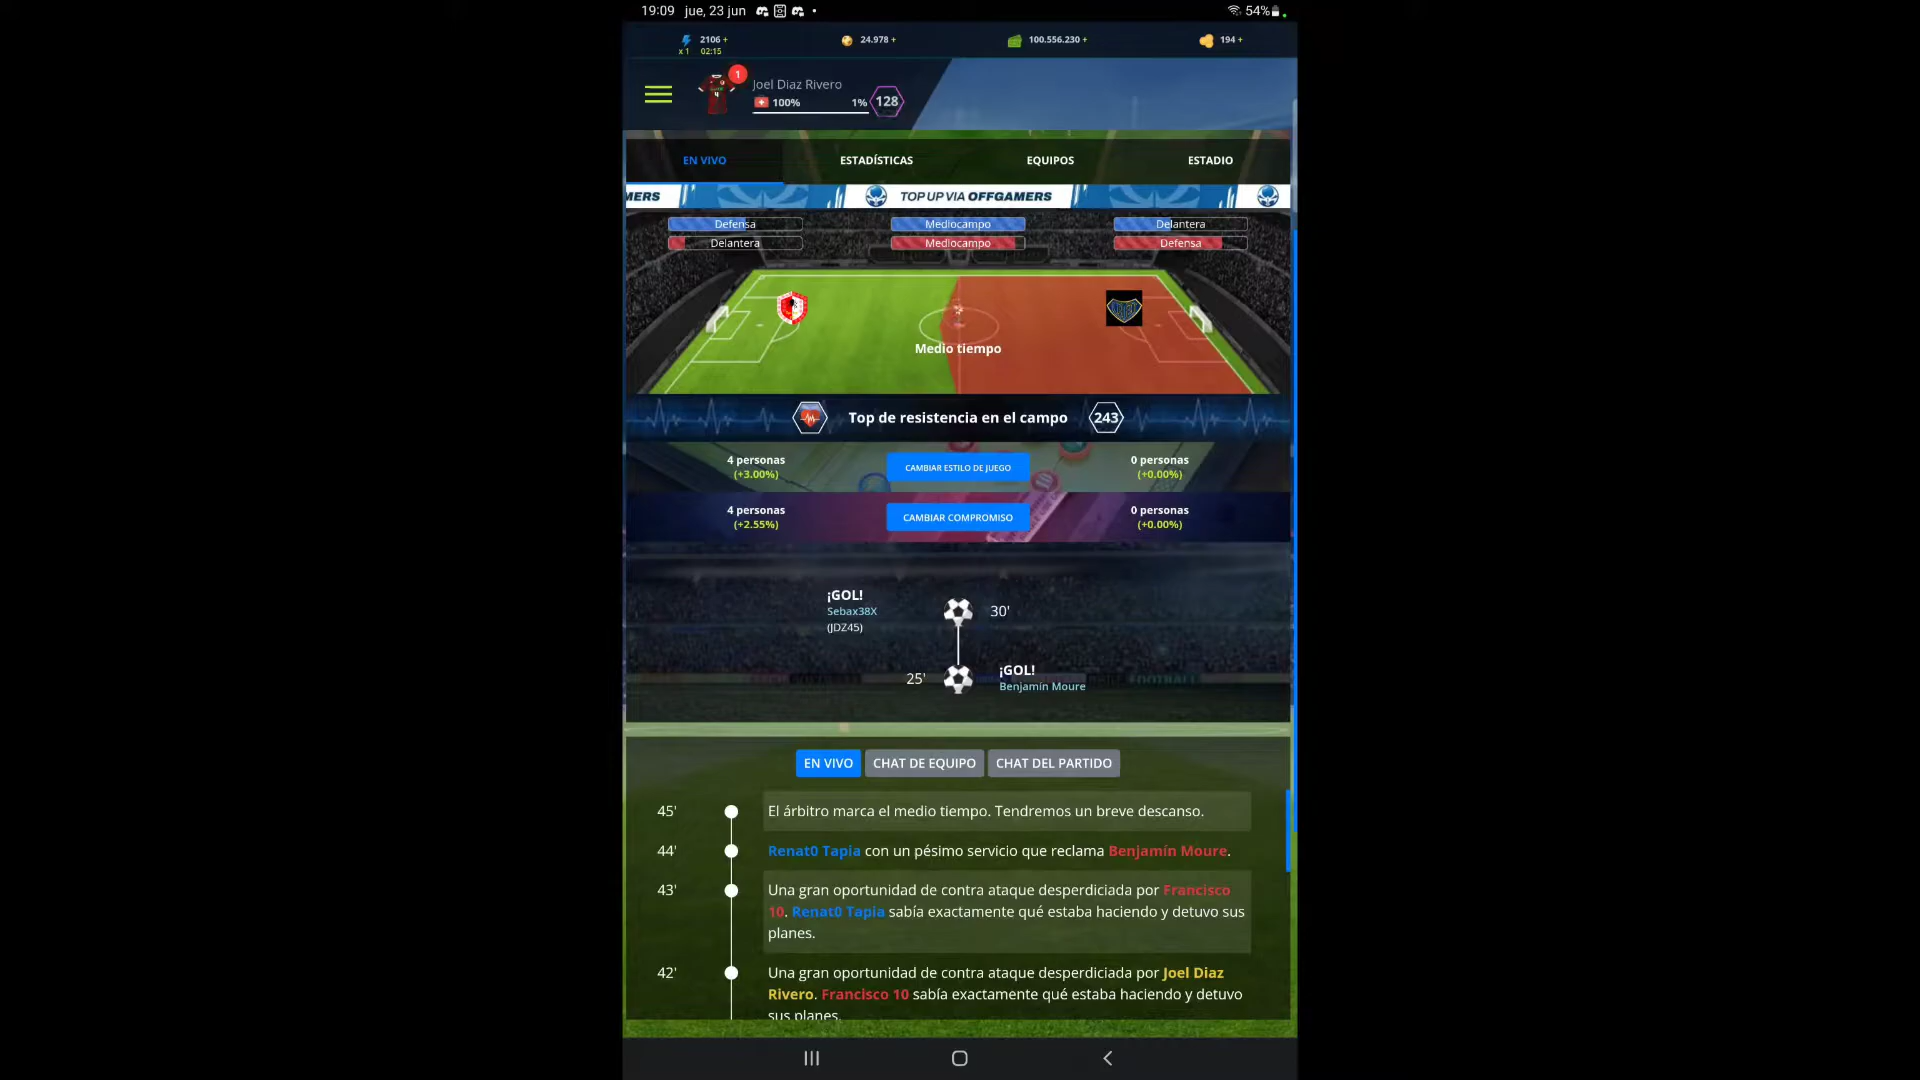 19:09 jue, 23 jun
54%
2106 +
x 1 02:15
24.978 +
100.556.230 +
194 +
1
Joel Diaz Rivero
100% 1% 128
EN VIVO ESTADÍSTICAS EQUIPOS ESTADIO
MERS TOP UP VIA OFFGAMERS
Defensa Mediocampo Delantera
Delantera Mediocampo Defensa
Medio tiempo
Top de resistencia en el campo 243
4 personas CAMBIAR ESTILO DE JUEGO 0 personas
(+3.00%) (+0.00%)
4 personas CAMBIAR COMPROMISO 0 personas
(+2.55%) (+0.00%)
¡GOL!
Sebax38X 30'
(JDZ45)
25' ¡GOL!
Benjamín Moure
EN VIVO CHAT DE EQUIPO CHAT DEL PARTIDO
45' El árbitro marca el medio tiempo. Tendremos un breve descanso.
44' Renat0 Tapia con un pésimo servicio que reclama Benjamín Moure.
43' Una gran oportunidad de contra ataque desperdiciada por Francisco
10. Renat0 Tapia sabía exactamente qué estaba haciendo y detuvo sus
planes.
42' Una gran oportunidad de contra ataque desperdiciada por Joel Diaz
Rivero. Francisco 10 sabía exactamente qué estaba haciendo y detuvo
sus planes.